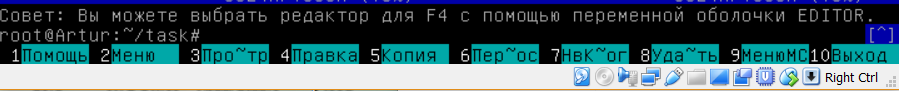 Совет: Вы можете выбрать редактор для F4 с помощью переменной оболочки EDITOR.
root@Artur:~/task# [^]
1Помощь 2Меню 3Про~тр 4Правка 5Копия 6Пер~ос 7НвК~ог 8Уда~ть 9МенюMC 10Выход
Right Ctrl